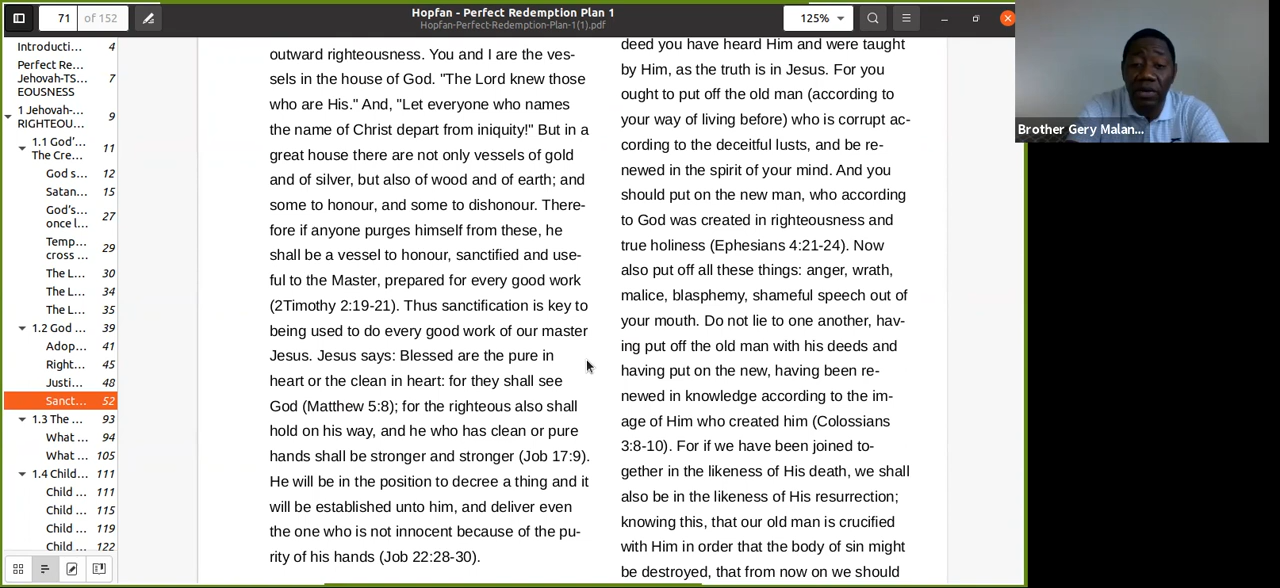 71
of 152
Hopfan - Perfect Redemption Plan 1
Hopfan-Perfect-Redemption-Plan-1(1).pdf
125%
Introducti... 4
Perfect Re...
Jehovah-TS... 7
EOUSNESS
1 Jehovah-... 9
RIGHTEOU...
1.1 God'... 11
The Cre...
God s... 12
Satan... 15
God's... 27
once l...
Temp... 29
cross ...
The L... 30
The L... 34
The L... 35
1.2 God ... 39
Adop... 41
Right... 45
Justi... 48
Sanct... 52
1.3 The ... 93
What ... 94
What ... 105
1.4 Child... 111
Child ... 111
Child ... 115
Child ... 119
Child ... 122
outward righteousness. You and I are the ves-
sels in the house of God. "The Lord knew those
who are His." And, "Let everyone who names
the name of Christ depart from iniquity!" But in a
great house there are not only vessels of gold
and of silver, but also of wood and of earth; and
some to honour, and some to dishonour. There-
fore if anyone purges himself from these, he
shall be a vessel to honour, sanctified and use-
ful to the Master, prepared for every good work
(2Timothy 2:19-21). Thus sanctification is key to
being used to do every good work of our master
Jesus. Jesus says: Blessed are the pure in
heart or the clean in heart: for they shall see
God (Matthew 5:8); for the righteous also shall
hold on his way, and he who has clean or pure
hands shall be stronger and stronger (Job 17:9).
He will be in the position to decree a thing and it
will be established unto him, and deliver even
the one who is not innocent because of the pu-
rity of his hands (Job 22:28-30).
deed you have heard Him and were taught
by Him, as the truth is in Jesus. For you
ought to put off the old man (according to
your way of living before) who is corrupt ac-
cording to the deceitful lusts, and be re-
newed in the spirit of your mind. And you
should put on the new man, who according
to God was created in righteousness and
true holiness (Ephesians 4:21-24). Now
also put off all these things: anger, wrath,
malice, blasphemy, shameful speech out of
your mouth. Do not lie to one another, hav-
ing put off the old man with his deeds and
having put on the new, having been re-
newed in knowledge according to the im-
age of Him who created him (Colossians
3:8-10). For if we have been joined to-
gether in the likeness of His death, we shall
also be in the likeness of His resurrection;
knowing this, that our old man is crucified
with Him in order that the body of sin might
be destroyed, that from now on we should
Brother Gery Malan...